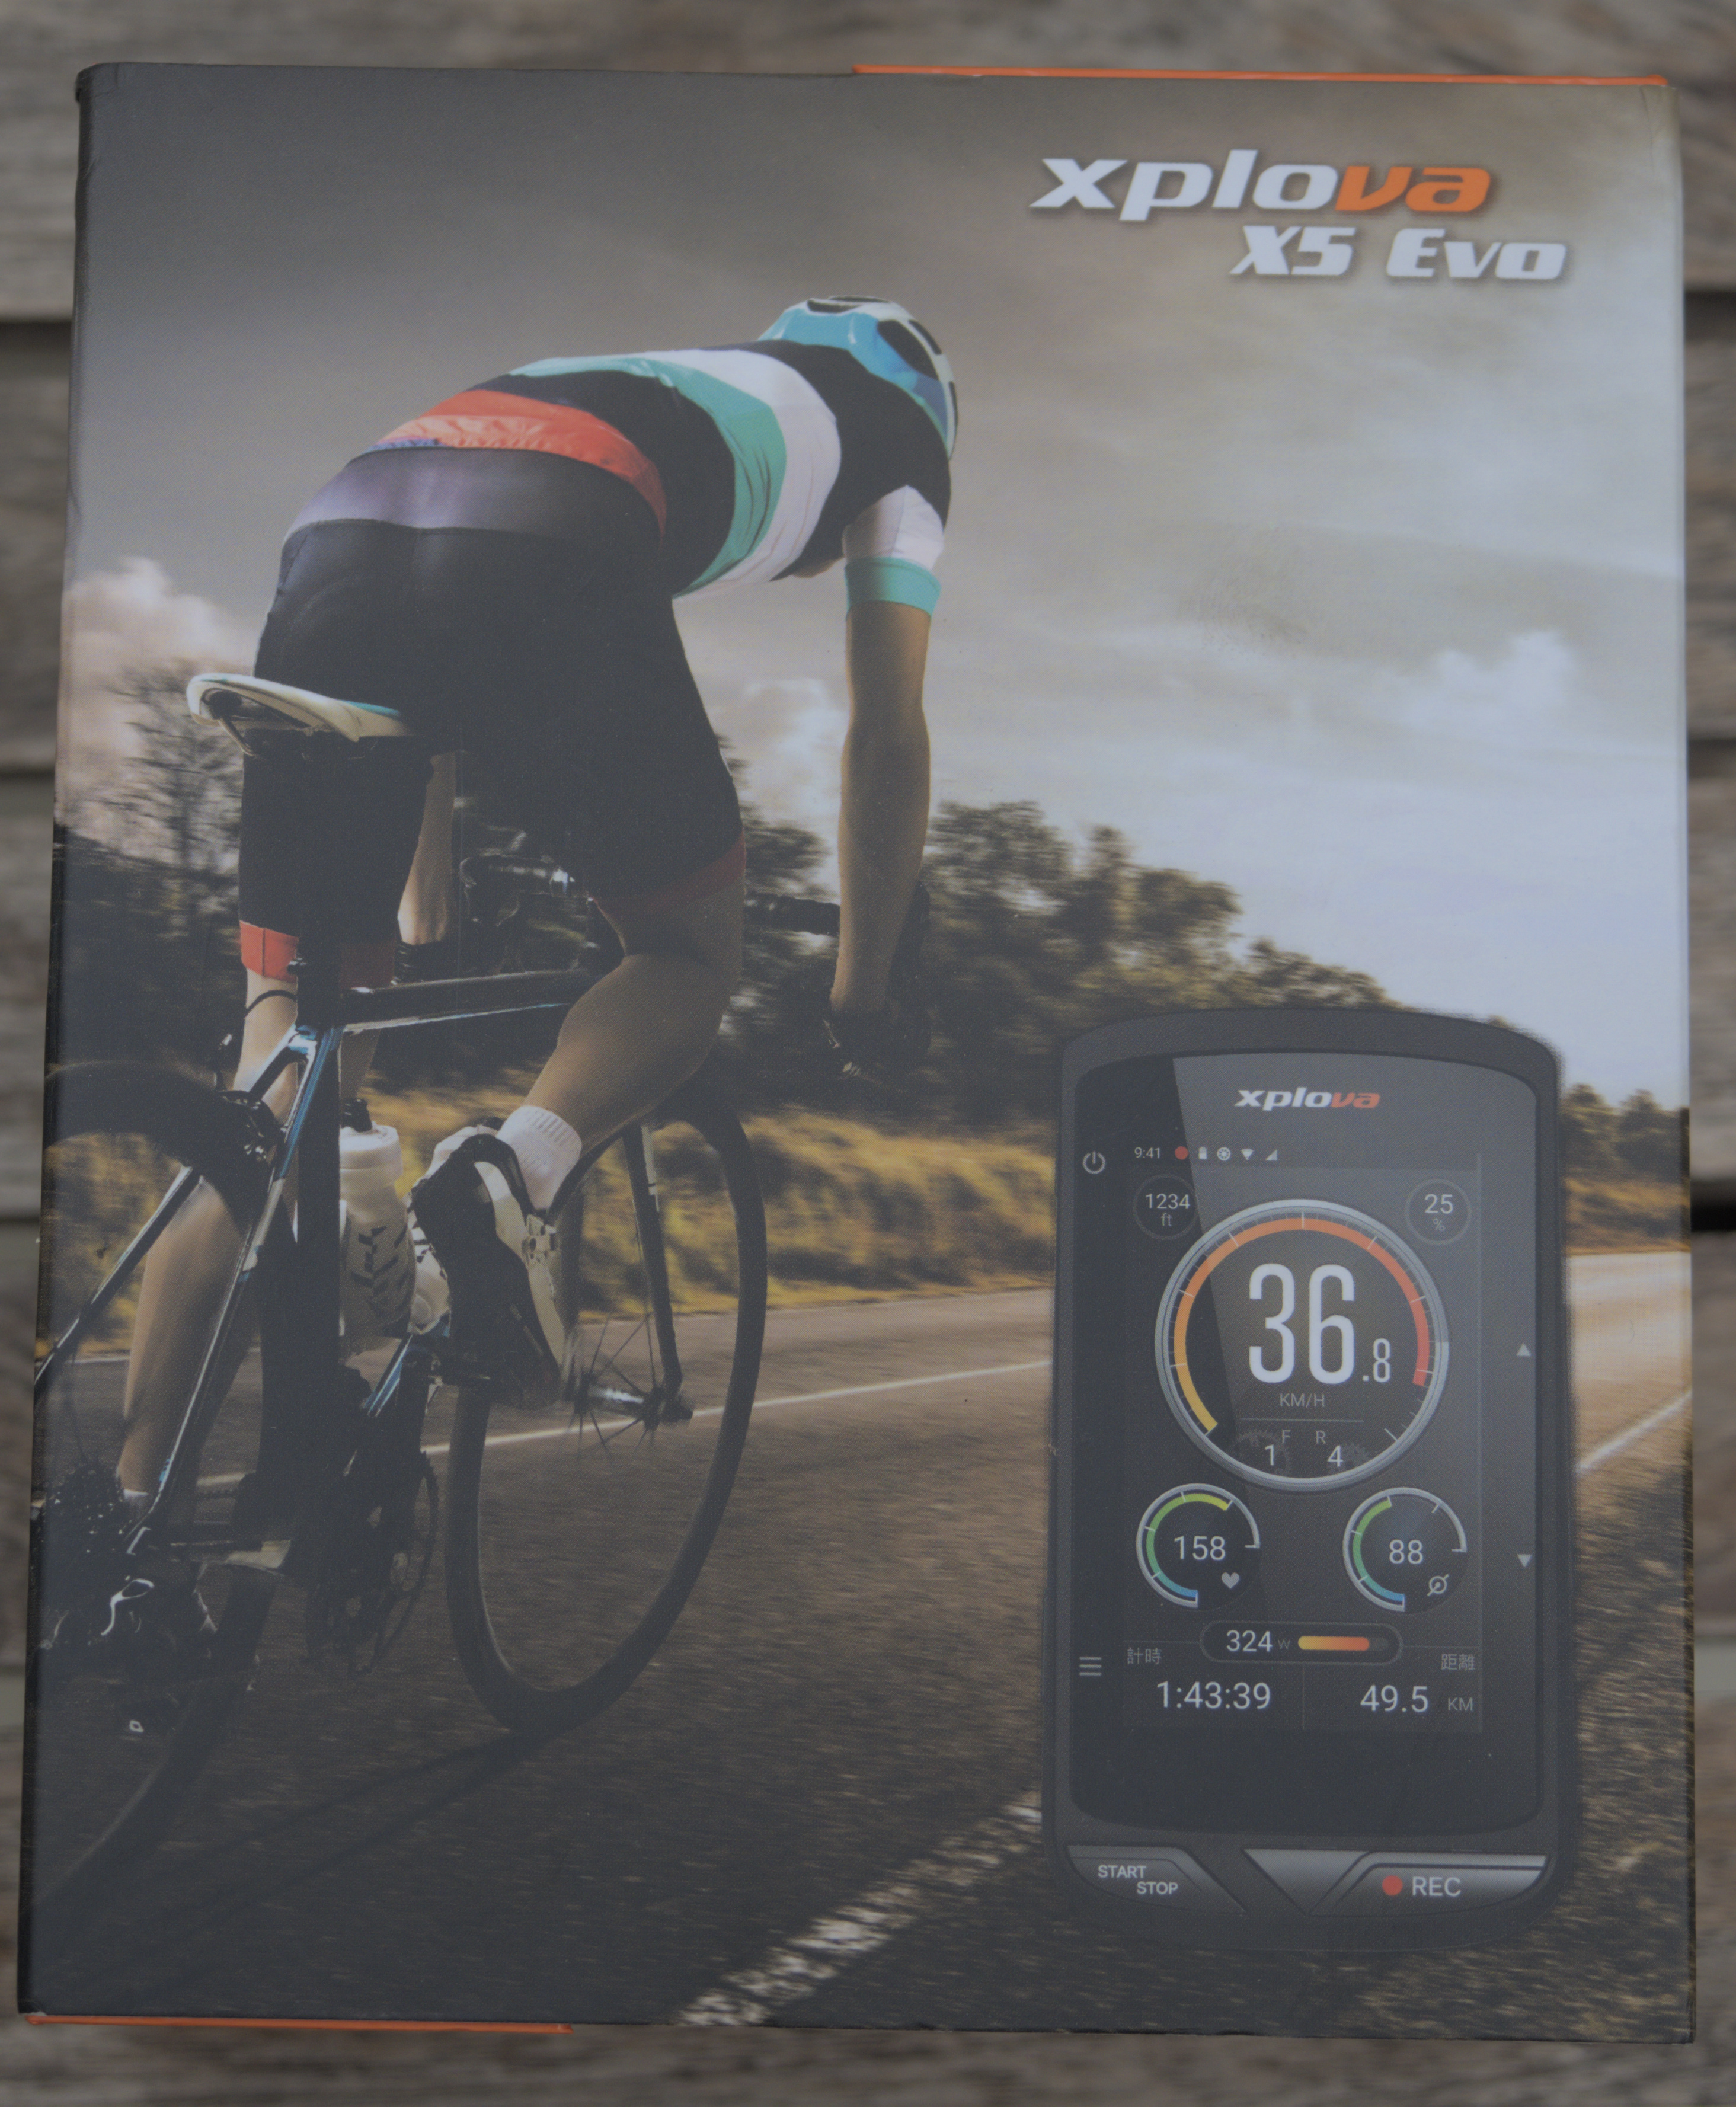 xplova
X5 Evo
xplova
9:41
1234
ft
25
%
36.8
KM/H
F R
1 4
158
88
324 W
計時
距離
1:43:39
49.5 KM
START
STOP
REC